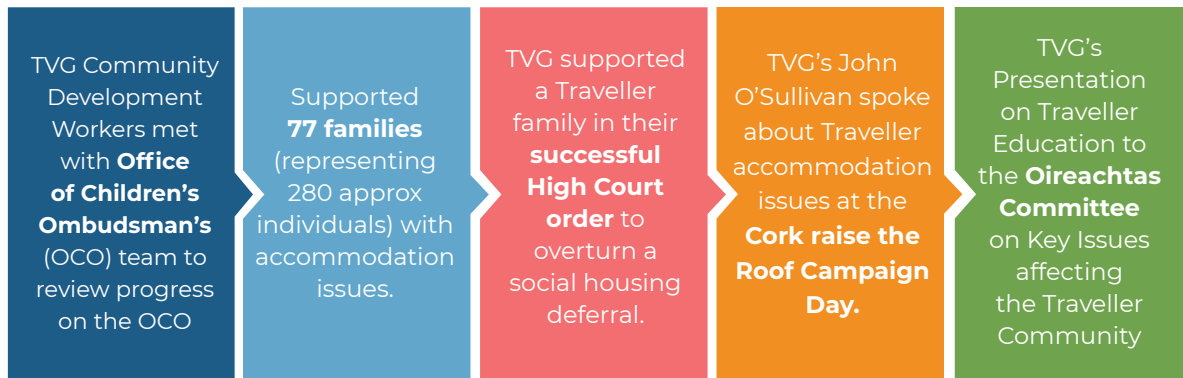 TVG Community
Development
Workers met
with Office
of Children's
Ombudsman's
(OCO) team to
review progress
on the OCO
Supported
77 families
(representing
280 approx
individuals) with
accommodation
issues.
TVG supported
a Traveller
family in their
successful
High Court
order to
overturn a
social housing
deferral.
TVG's John
O'Sullivan spoke
about Traveller
accommodation
issues at the
Cork raise the
Roof Campaign
Day.
TVG's
Presentation
on Traveller
Education to
the Oireachtas
Committee
on Key Issues
affecting
the Traveller
Community